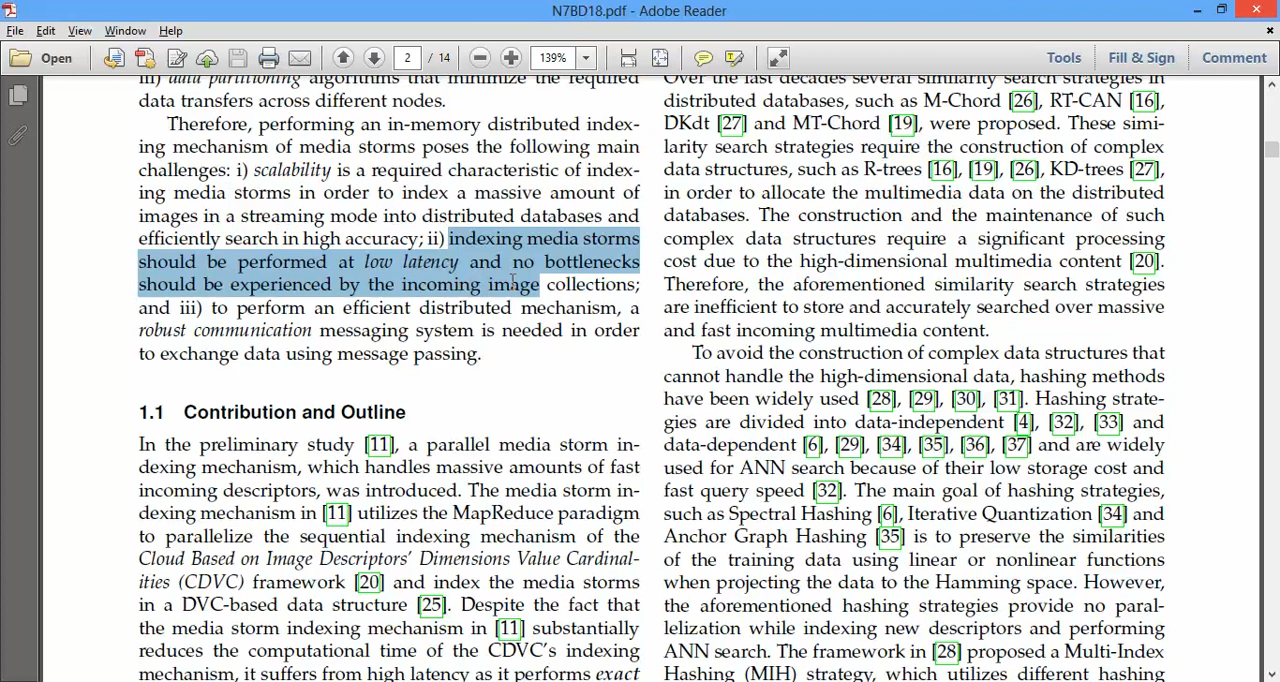 N7BD18.pdf - Adobe Reader
File Edit View Window Help
Open 2 / 14 139% Tools Fill & Sign Comment
iii) data partitioning algorithms that minimize the required
data transfers across different nodes.
Therefore, performing an in-memory distributed index-
ing mechanism of media storms poses the following main
challenges: i) scalability is a required characteristic of index-
ing media storms in order to index a massive amount of
images in a streaming mode into distributed databases and
efficiently search in high accuracy; ii) indexing media storms
should be performed at low latency and no bottlenecks
should be experienced by the incoming image collections;
and iii) to perform an efficient distributed mechanism, a
robust communication messaging system is needed in order
to exchange data using message passing.
1.1 Contribution and Outline
In the preliminary study [11], a parallel media storm in-
dexing mechanism, which handles massive amounts of fast
incoming descriptors, was introduced. The media storm in-
dexing mechanism in [11] utilizes the MapReduce paradigm
to parallelize the sequential indexing mechanism of the
Cloud Based on Image Descriptors' Dimensions Value Cardinal-
ities (CDVC) framework [20] and index the media storms
in a DVC-based data structure [25]. Despite the fact that
the media storm indexing mechanism in [11] substantially
reduces the computational time of the CDVC's indexing
mechanism, it suffers from high latency as it performs exact
Over the last decades several similarity search strategies in
distributed databases, such as M-Chord [26], RT-CAN [16],
DKdt [27] and MT-Chord [19], were proposed. These simi-
larity search strategies require the construction of complex
data structures, such as R-trees [16], [19], [26], KD-trees [27],
in order to allocate the multimedia data on the distributed
databases. The construction and the maintenance of such
complex data structures require a significant processing
cost due to the high-dimensional multimedia content [20].
Therefore, the aforementioned similarity search strategies
are inefficient to store and accurately searched over massive
and fast incoming multimedia content.
To avoid the construction of complex data structures that
cannot handle the high-dimensional data, hashing methods
have been widely used [28], [29], [30], [31]. Hashing strate-
gies are divided into data-independent [4], [32], [33] and
data-dependent [6], [29], [34], [35], [36], [37] and are widely
used for ANN search because of their low storage cost and
fast query speed [32]. The main goal of hashing strategies,
such as Spectral Hashing [6], Iterative Quantization [34] and
Anchor Graph Hashing [35] is to preserve the similarities
of the training data using linear or nonlinear functions
when projecting the data to the Hamming space. However,
the aforementioned hashing strategies provide no paral-
lelization while indexing new descriptors and performing
ANN search. The framework in [28] proposed a Multi-Index
Hashing (MIH) strategy, which utilizes different hashing